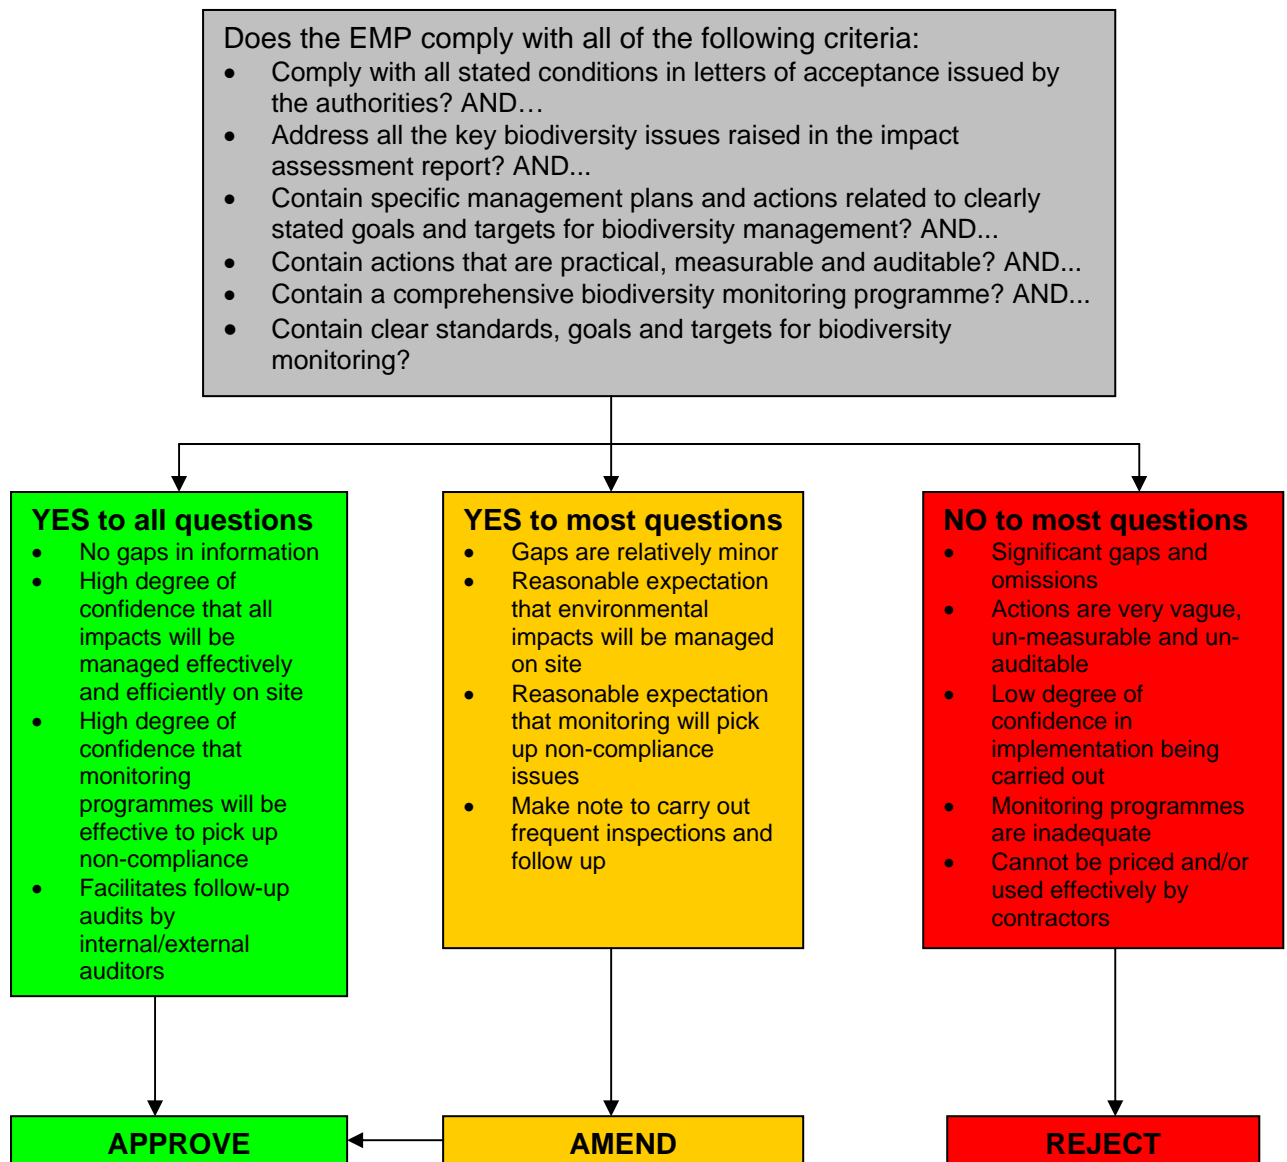 Does the EMP comply with all of the following criteria:
• Comply with all stated conditions in letters of acceptance issued by
the authorities? AND…
• Address all the key biodiversity issues raised in the impact
assessment report? AND...
• Contain specific management plans and actions related to clearly
stated goals and targets for biodiversity management? AND...
• Contain actions that are practical, measurable and auditable? AND...
• Contain a comprehensive biodiversity monitoring programme? AND...
• Contain clear standards, goals and targets for biodiversity
monitoring?
YES to all questions
• No gaps in information
• High degree of
confidence that all
impacts will be
managed effectively
and efficiently on site
• High degree of
confidence that
monitoring
programmes will be
effective to pick up
non-compliance
• Facilitates follow-up
audits by
internal/external
auditors
YES to most questions
• Gaps are relatively minor
• Reasonable expectation
that environmental
impacts will be managed
on site
• Reasonable expectation
that monitoring will pick
up non-compliance
issues
• Make note to carry out
frequent inspections and
follow up
NO to most questions
• Significant gaps and
omissions
• Actions are very vague,
un-measurable and un-
auditable
• Low degree of
confidence in
implementation being
carried out
• Monitoring programmes
are inadequate
• Cannot be priced and/or
used effectively by
contractors
APPROVE
AMEND
REJECT